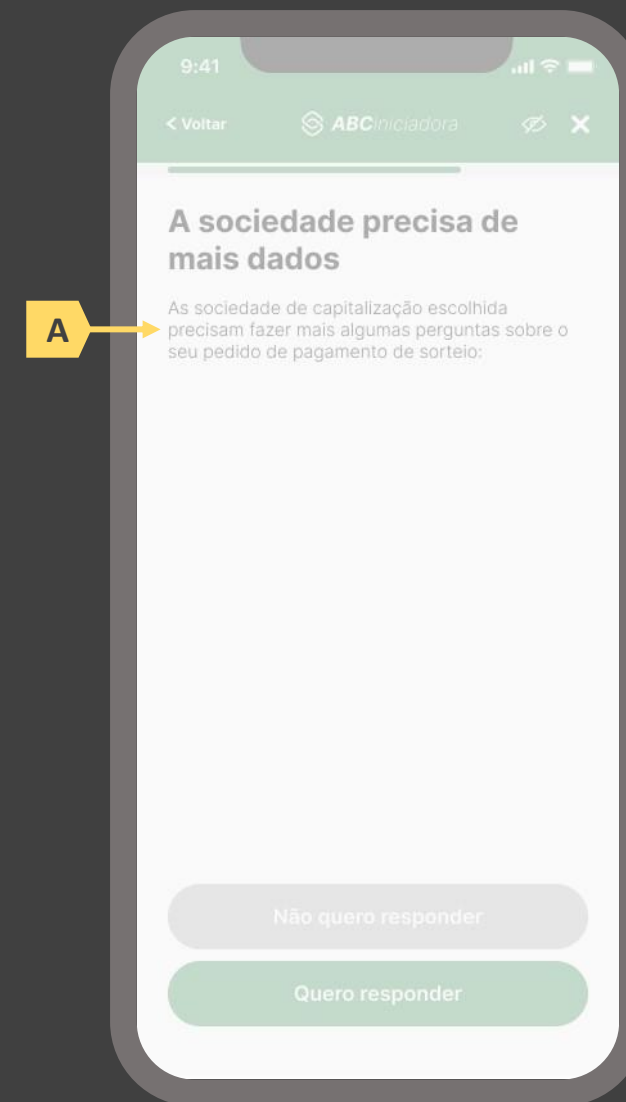 9:41
< Voltar
ABCiniciadora
A sociedade precisa de
mais dados
As sociedade de capitalização escolhida
precisam fazer mais algumas perguntas sobre o
seu pedido de pagamento de sorteio:
A
Não quero responder
Quero responder